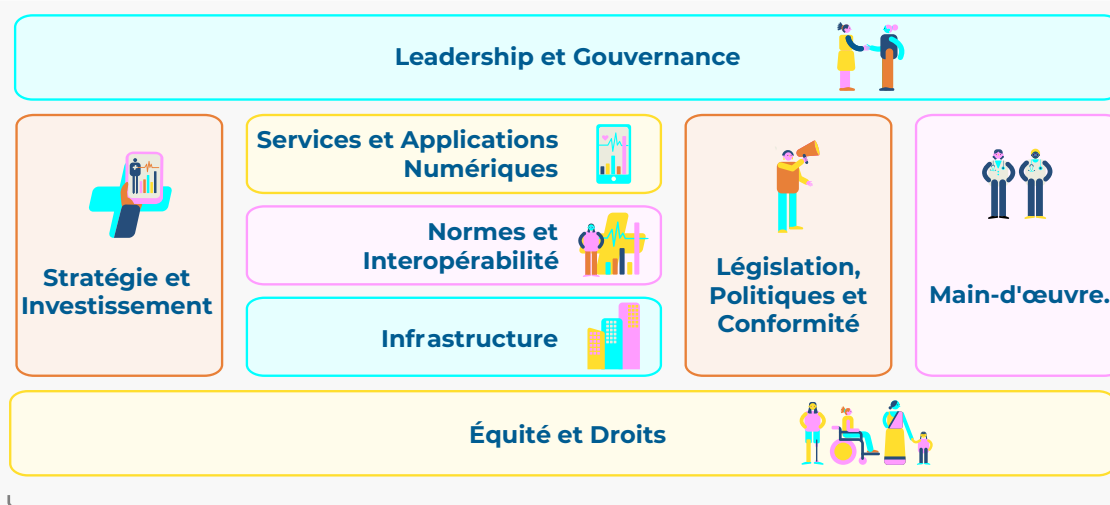 Leadership et Gouvernance
Services et Applications
Numériques
Normes et
Interopérabilité
Infrastructure
Stratégie et
Investissement
Législation,
Politiques et
Conformité
Main-d'œuvre.
Équité et Droits